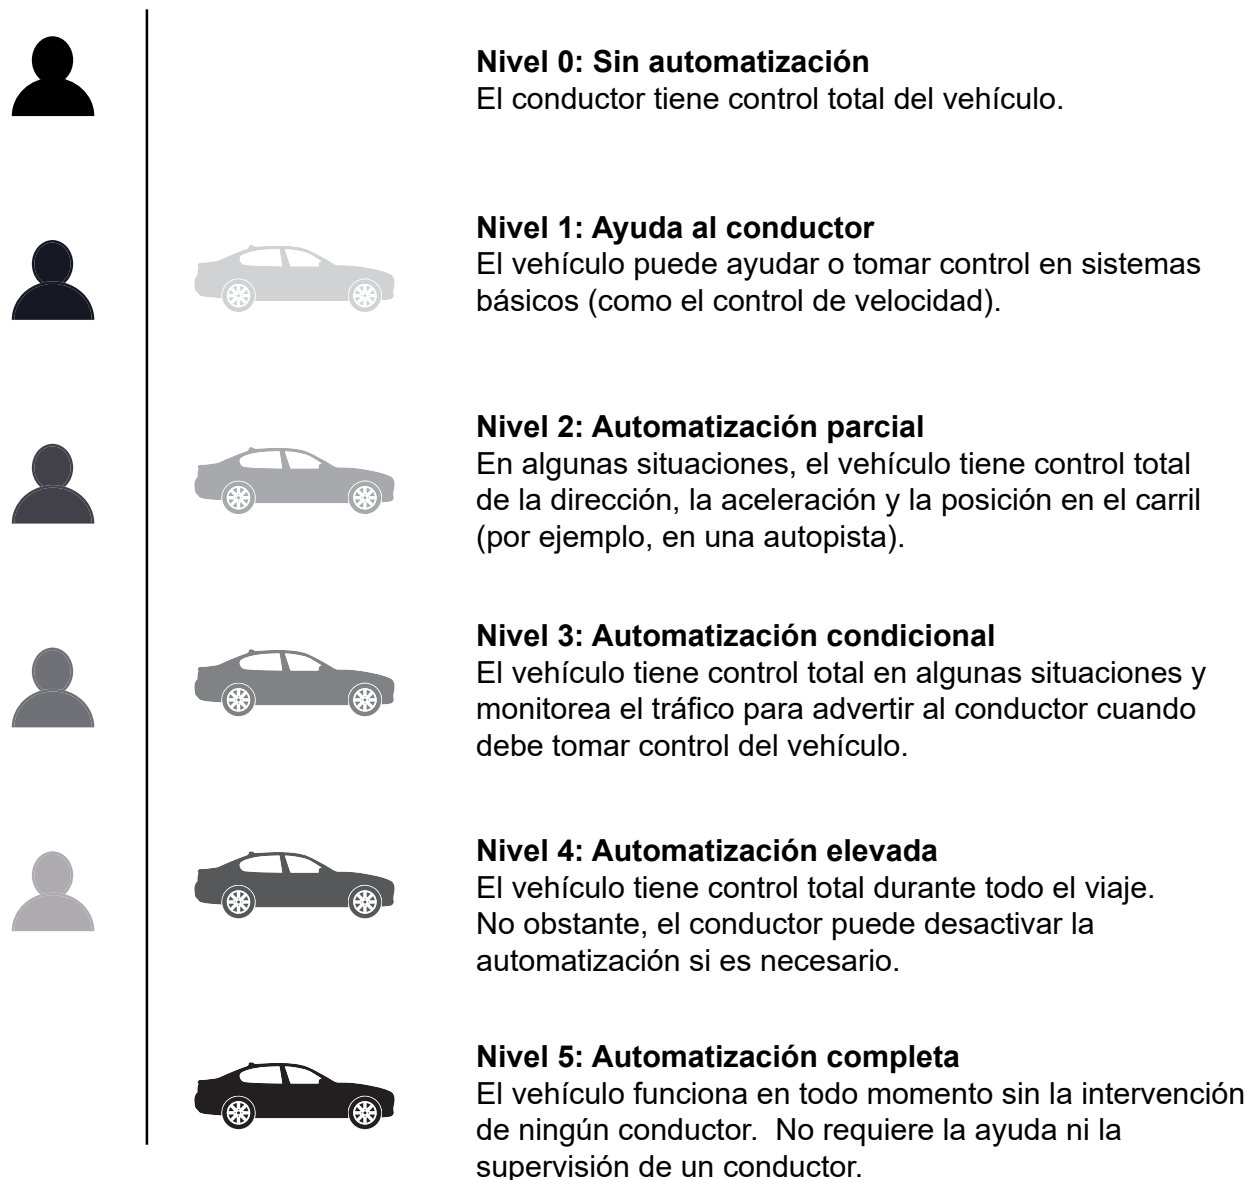 Nivel 0: Sin automatización
El conductor tiene control total del vehículo.
Nivel 1: Ayuda al conductor
El vehículo puede ayudar o tomar control en sistemas
básicos (como el control de velocidad).
Nivel 2: Automatización parcial
En algunas situaciones, el vehículo tiene control total
de la dirección, la aceleración y la posición en el carril
(por ejemplo, en una autopista).
Nivel 3: Automatización condicional
El vehículo tiene control total en algunas situaciones y
monitorea el tráfico para advertir al conductor cuando
debe tomar control del vehículo.
Nivel 4: Automatización elevada
El vehículo tiene control total durante todo el viaje.
No obstante, el conductor puede desactivar la
automatización si es necesario.
Nivel 5: Automatización completa
El vehículo funciona en todo momento sin la intervención
de ningún conductor.  No requiere la ayuda ni la
supervisión de un conductor.